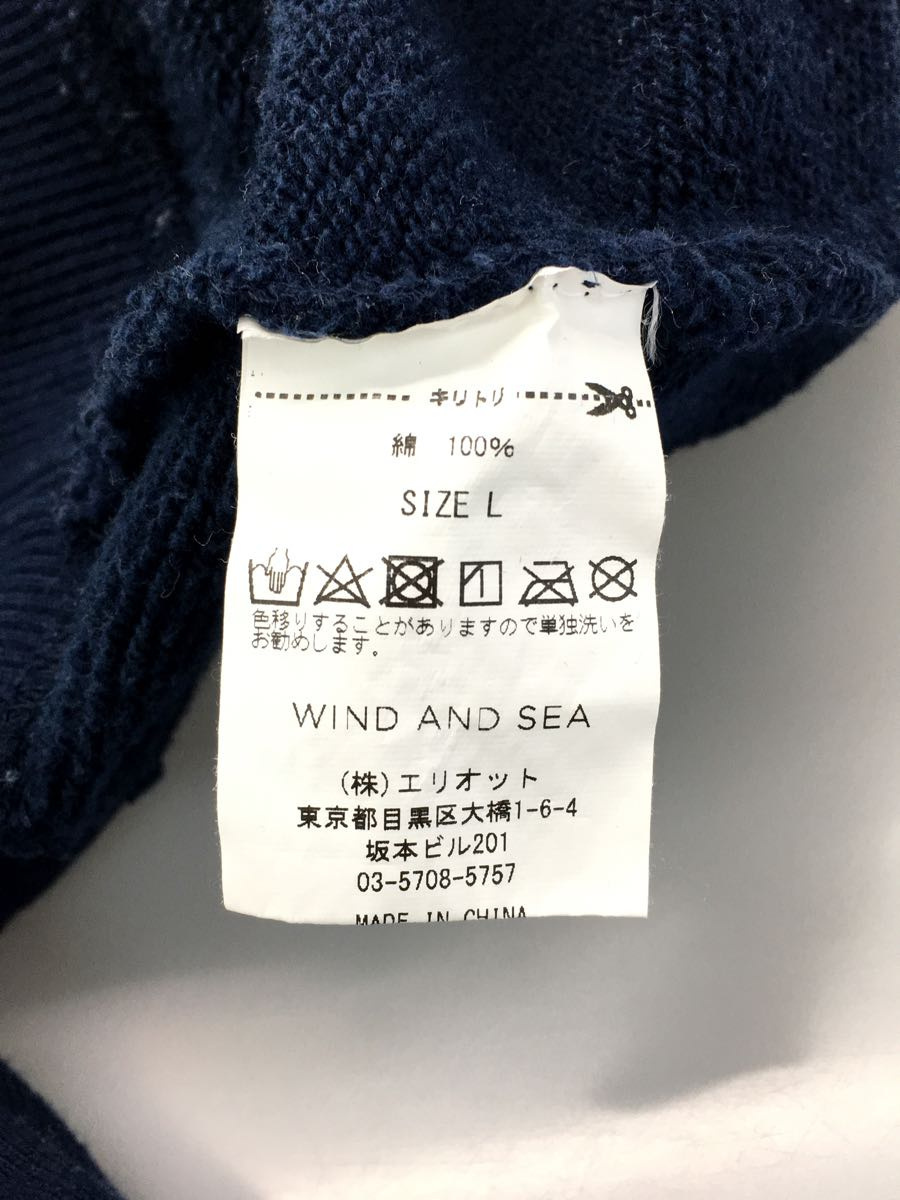 キリトリ
綿 100%
SIZE L
色移りすることがありますので単独洗いを
お勧めします。
WIND AND SEA
(株)エリオット
東京都目黒区大橋1-6-4
坂本ビル201
03-5708-5757
MADE IN CHINA